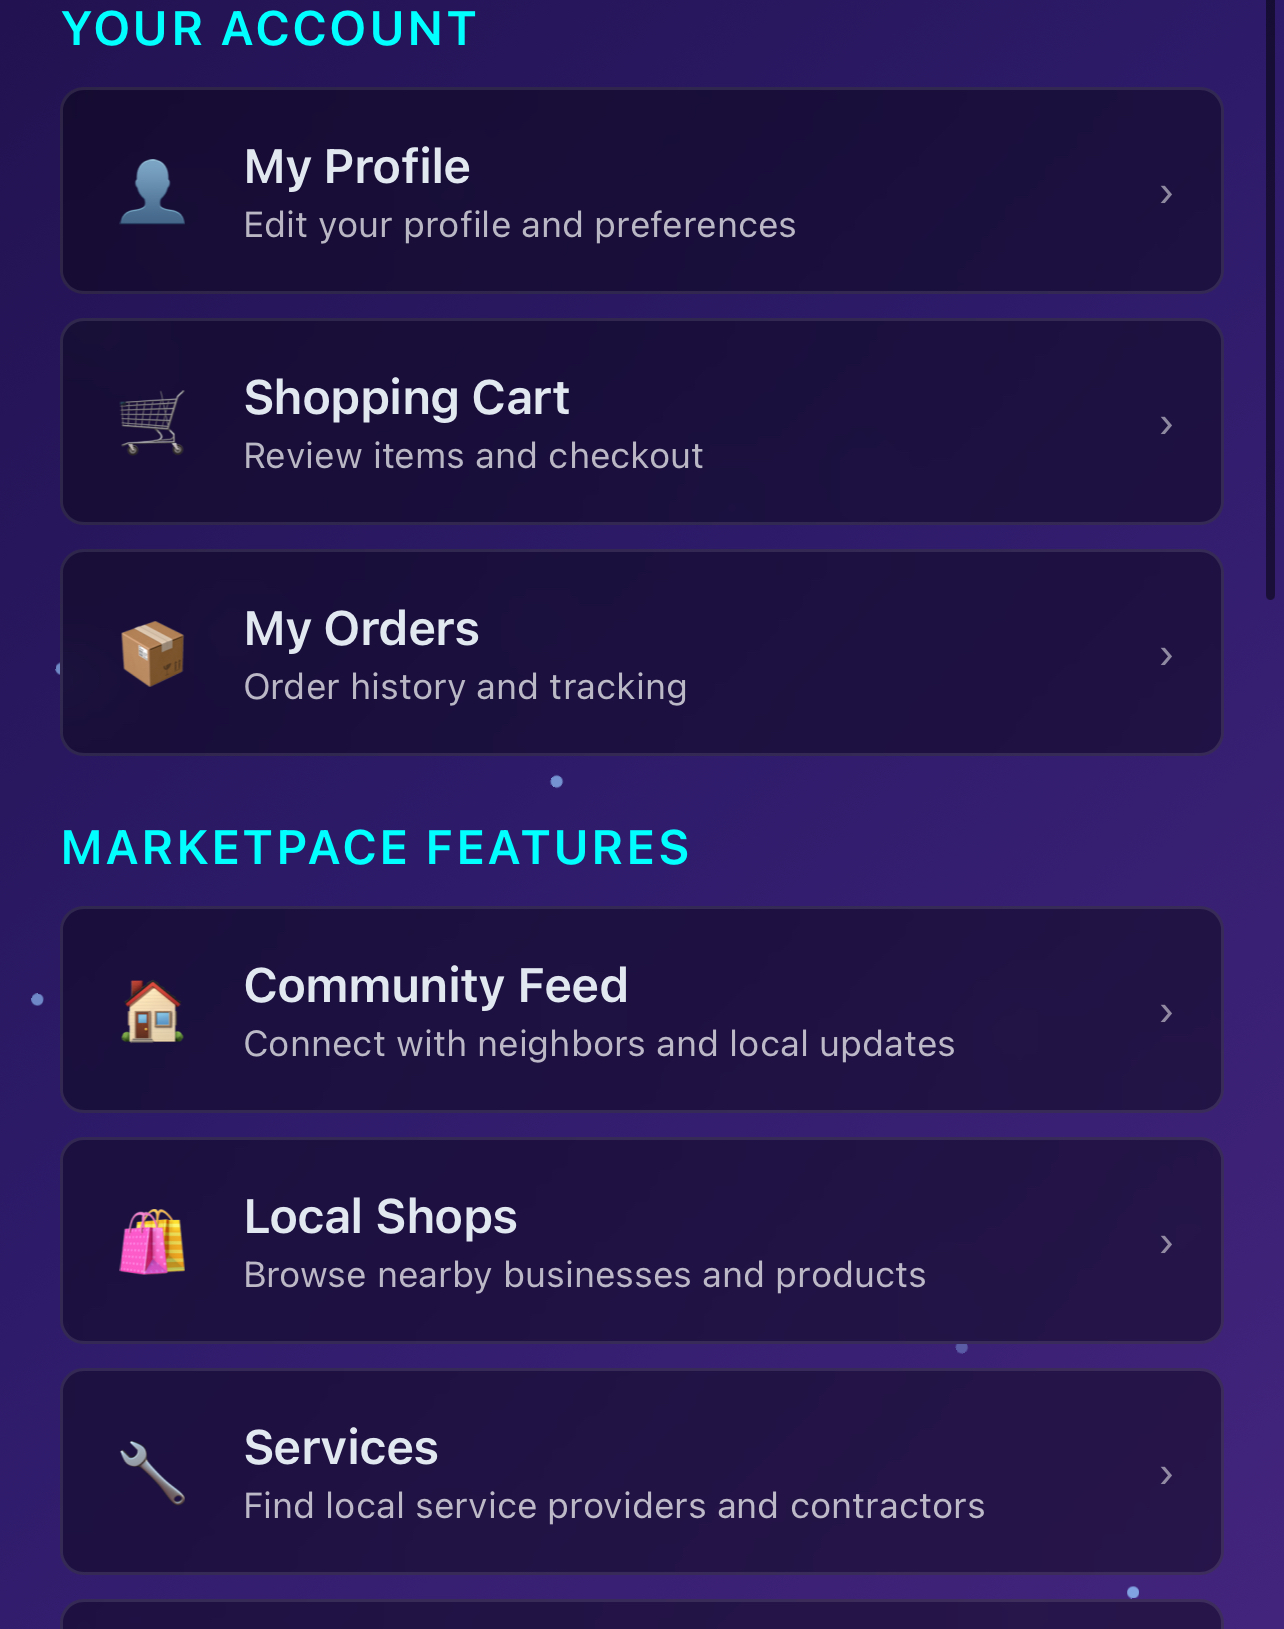 YOUR ACCOUNT
My Profile
Edit your profile and preferences
›
Shopping Cart
Review items and checkout
›
My Orders
Order history and tracking
›
MARKETPACE FEATURES
Community Feed
Connect with neighbors and local updates
›
Local Shops
Browse nearby businesses and products
›
Services
Find local service providers and contractors
›